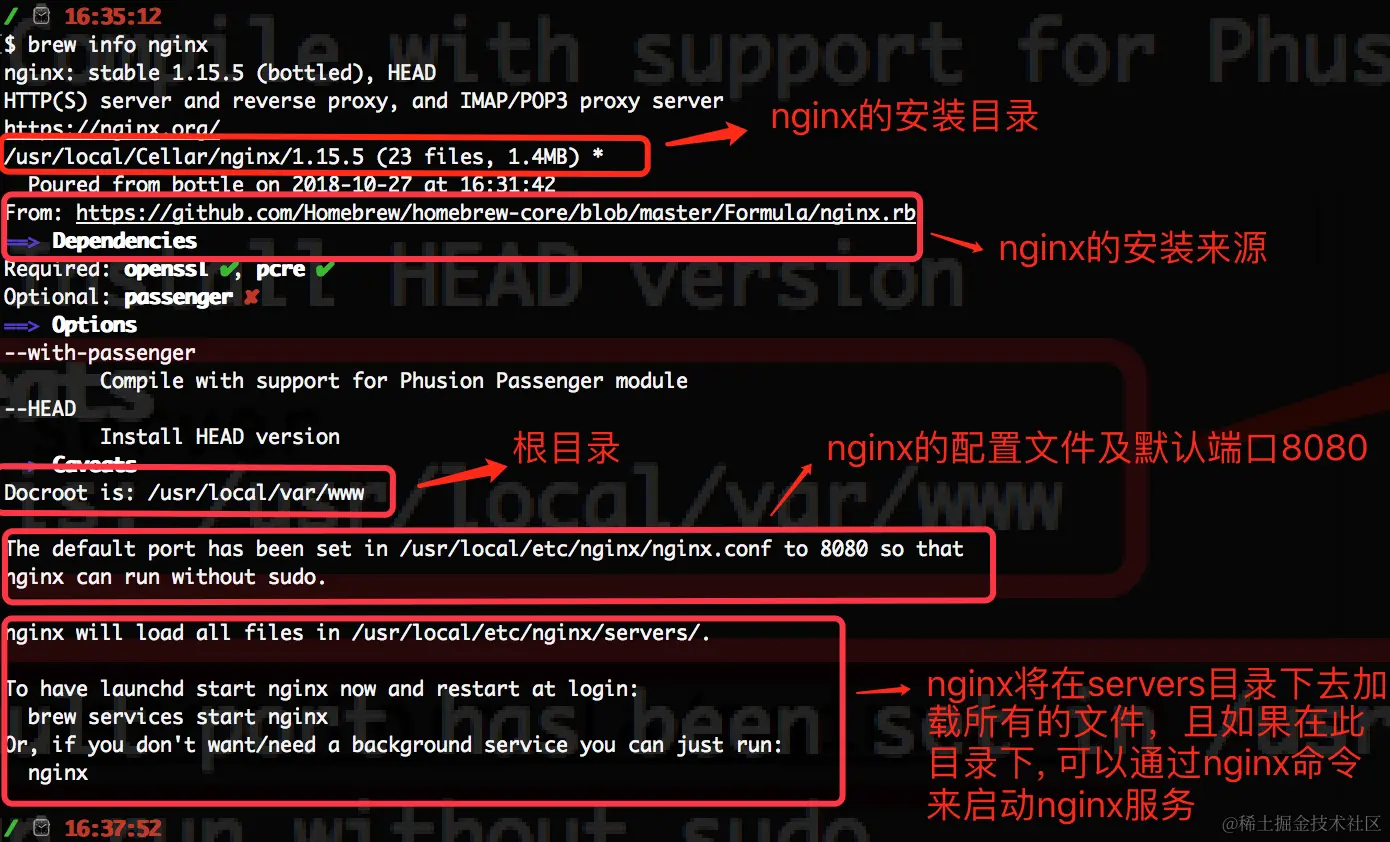 16:35:12
$ brew info nginx
nginx: stable 1.15.5 (bottled), HEAD
HTTP(S) server and reverse proxy, and IMAP/POP3 proxy server
https://nginx.org/
/usr/local/Cellar/nginx/1.15.5 (23 files, 1.4MB) *
nginx的安装目录
Poured from bottle on 2018-10-27 at 16:31:42
From: https://github.com/Homebrew/homebrew-core/blob/master/Formula/nginx.rb
nginx的安装来源
==> Dependencies
Required: openssl ✔, pcre ✔
Optional: passenger ✘
==> Options
--with-passenger
Compile with support for Phusion Passenger module
--HEAD
Install HEAD version
==> Caveats
Docroot is: /usr/local/var/www
根目录
nginx的配置文件及默认端口8080
The default port has been set in /usr/local/etc/nginx/nginx.conf to 8080 so that
nginx can run without sudo.
nginx will load all files in /usr/local/etc/nginx/servers/.
To have launchd start nginx now and restart at login:
brew services start nginx
Or, if you don't want/need a background service you can just run:
nginx
nginx将在servers目录下去加
载所有的文件，且如果在此
目录下, 可以通过nginx命令
来启动nginx服务
16:37:52
@稀土掘金技术社区